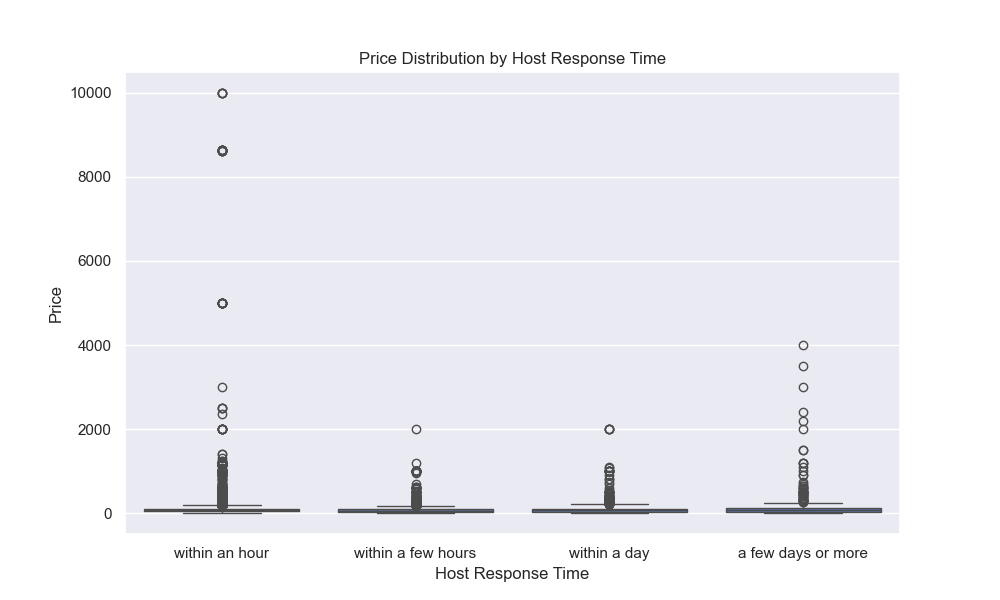 Price Distribution by Host Response Time
10000
8000
6000
4000
2000
0
Price
within an hour
within a few hours
within a day
a few days or more
Host Response Time